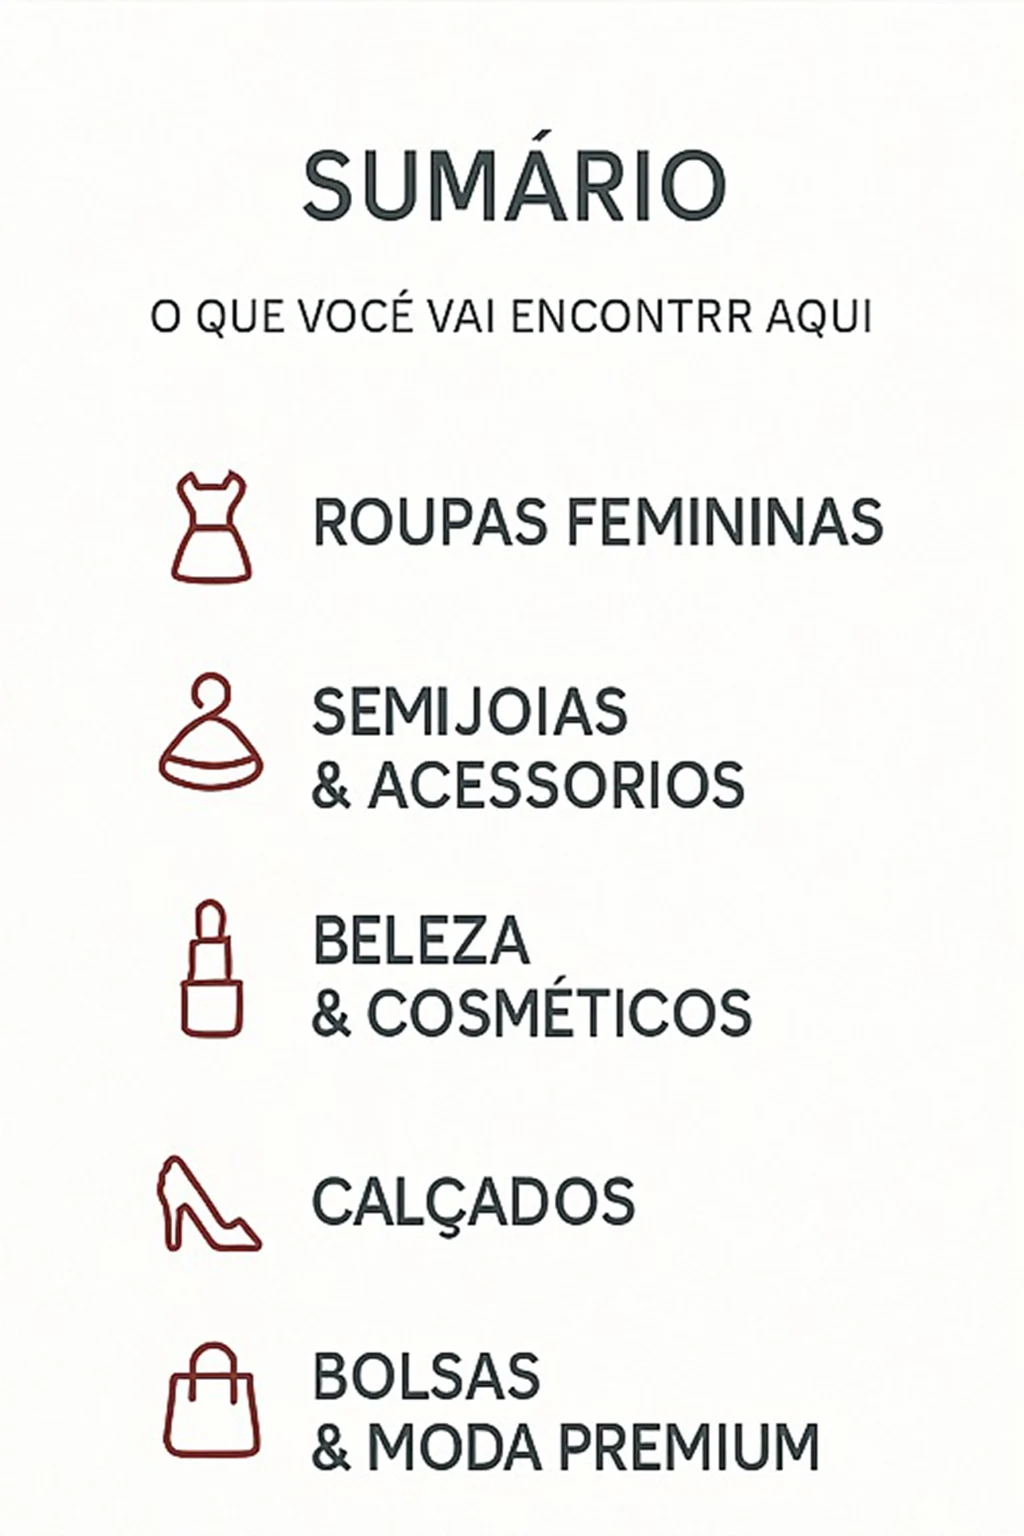 SUMÁRIO
O QUE VOCÉ VAI ENCONTRR AQUI
ROUPAS FEMININAS
SEMIJOIAS
& ACESSORIOS
BELEZA
& COSMÉTICOS
CALÇADOS
BOLSAS
& MODA PREMIUM